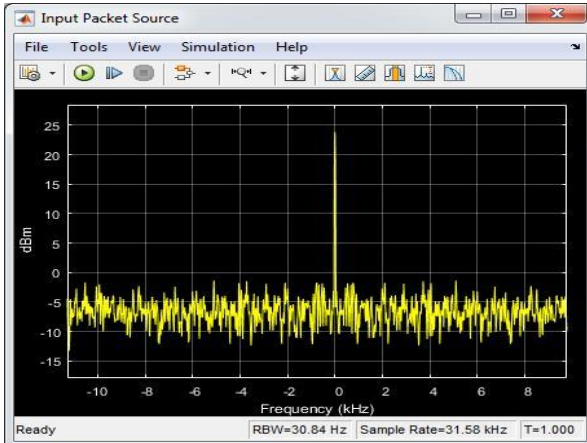 Input Packet Source
File Tools View Simulation Help
25
20
15
10
5
0
-5
-10
-15
dBm
-10 -8 -6 -4 -2 0 2 4 6 8
Frequency (kHz)
Ready RBW=30.84 Hz Sample Rate=31.58 kHz T=1.000